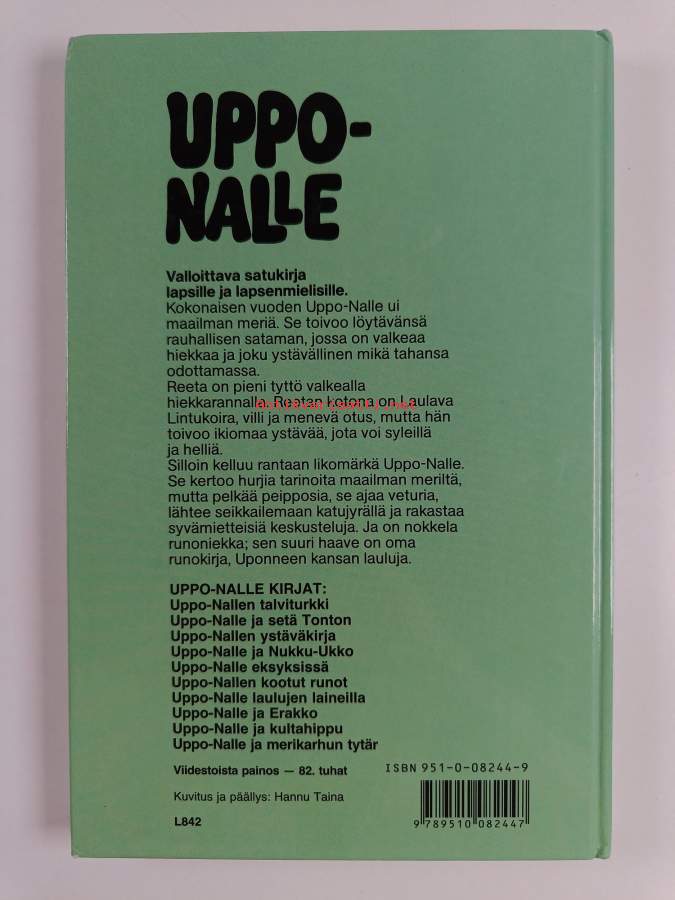 UPPO-
NALLE
Valloittava satukirja
lapsille ja lapsenmielisille.
Kokonaisen vuoden Uppo-Nalle ui
maailman meriä. Se toivoo löytävänsä
rauhallisen sataman, jossa on valkeaa
hiekkaa ja joku ystävällinen mikä tahansa
odottamassa.
Reeta on pieni tyttö valkealla
hiekkarannalla. Reetan kotona on Laulava
Lintukoira, villi ja menevä otus, mutta hän
toivoo ikiomaa ystävää, jota voi syleillä
ja helliä.
Silloin kelluu rantaan likomärkä Uppo-Nalle.
Se kertoo hurjia tarinoita maailman meriltä,
mutta pelkää peipposia, se ajaa veturia,
lähtee seikkailemaan katujyrällä ja rakastaa
syvämietteisiä keskusteluja. Ja on nokkela
runoniekka; sen suuri haave on oma
runokirja, Uponneen kansan lauluja.
UPPO-NALLE KIRJAT:
Uppo-Nallen talviturkki
Uppo-Nalle ja setä Tonton
Uppo-Nallen ystäväkirja
Uppo-Nalle ja Nukku-Ukko
Uppo-Nalle eksyksissä
Uppo-Nallen kootut runot
Uppo-Nalle laulujen laineilla
Uppo-Nalle ja Erakko
Uppo-Nalle ja kultahippu
Uppo-Nalle ja merikarhun tytär
Viidestoista painos — 82. tuhat
ISBN 951-0-08244-9
Kuvitus ja päällys: Hannu Taina
L842
9 789510 082447